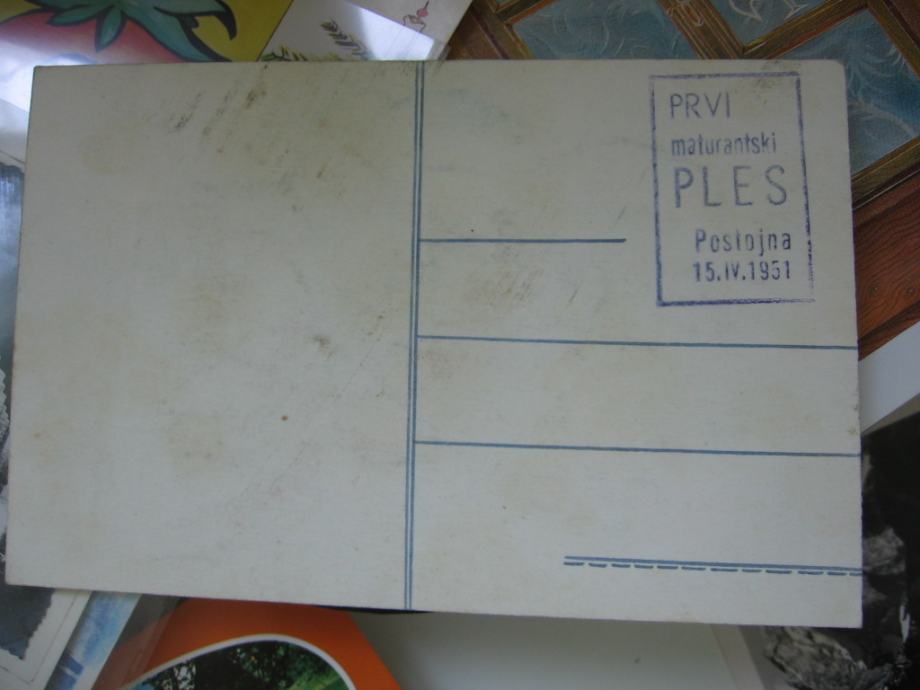 PRVI
maturantski
PLES
Postojna
15.IV.1951